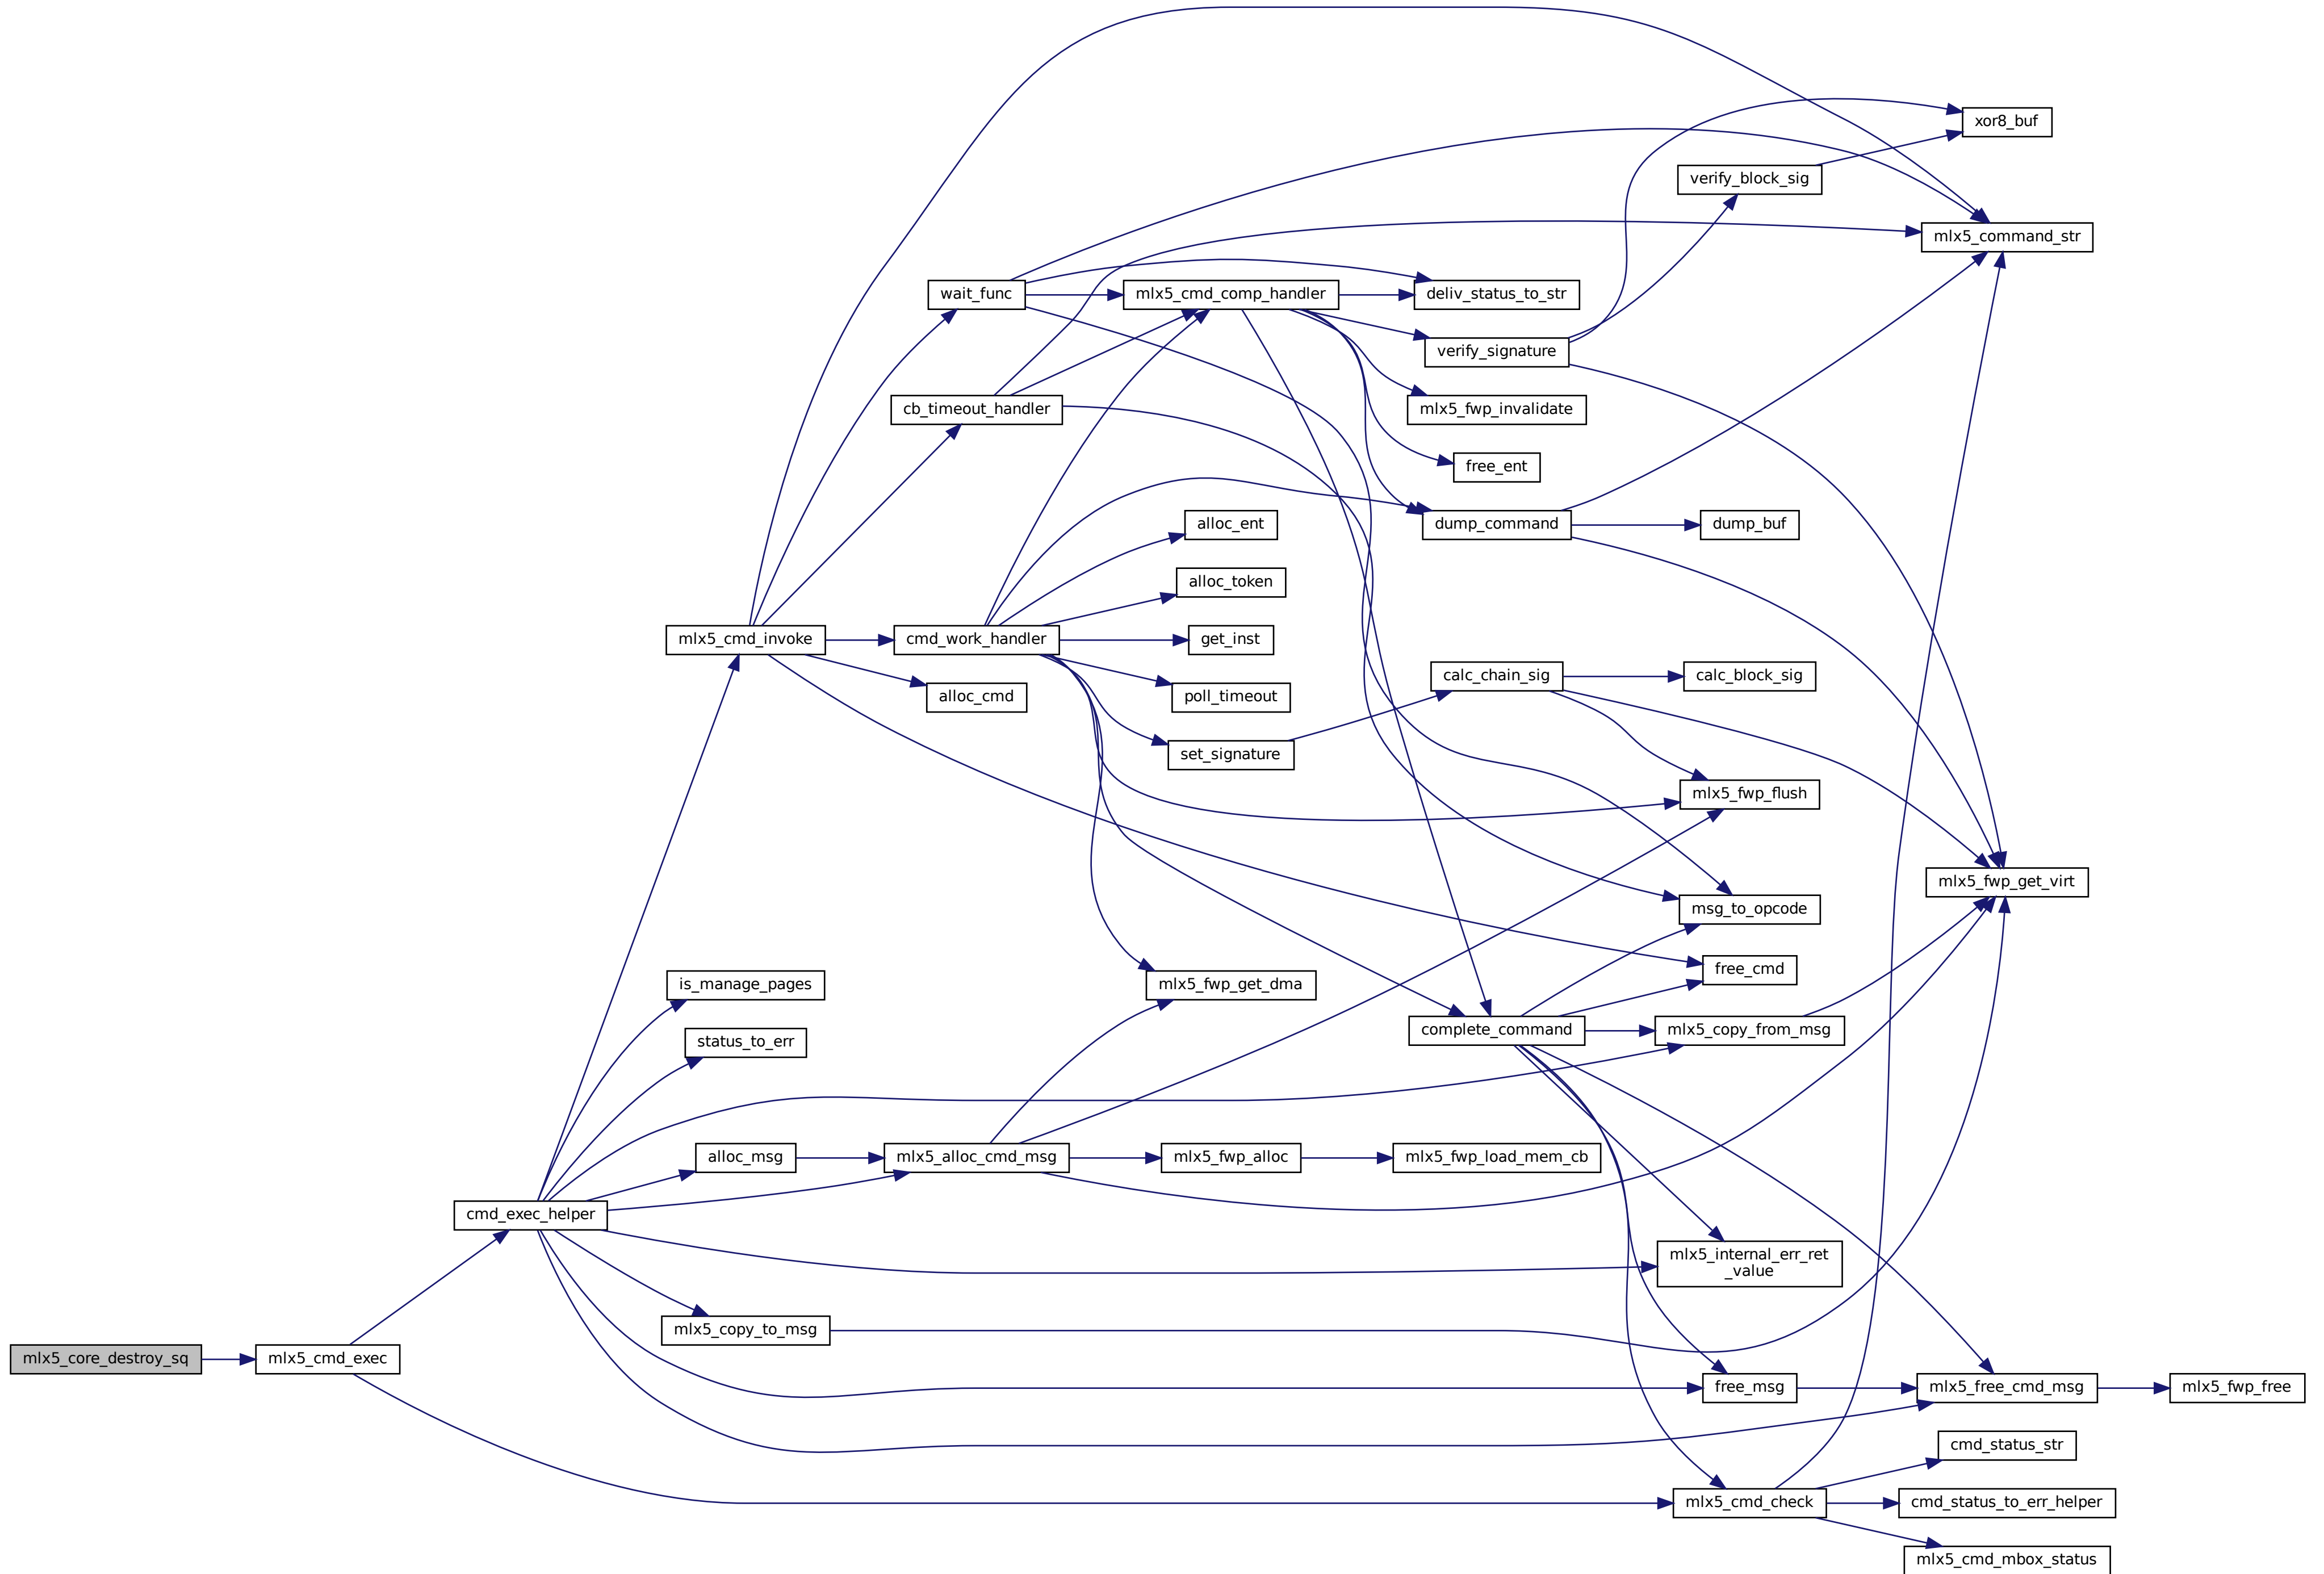 xor8_buf
verify_block_sig
mlx5_command_str
wait_func
mlx5_cmd_comp_handler
deliv_status_to_str
verify_signature
cb_timeout_handler
mlx5_fwp_invalidate
free_ent
alloc_ent
dump_command
dump_buf
alloc_token
mlx5_cmd_invoke
cmd_work_handler
get_inst
calc_chain_sig
calc_block_sig
alloc_cmd
poll_timeout
set_signature
mlx5_fwp_flush
mlx5_fwp_get_virt
msg_to_opcode
is_manage_pages
mlx5_fwp_get_dma
free_cmd
status_to_err
complete_command
mlx5_copy_from_msg
alloc_msg
mlx5_alloc_cmd_msg
mlx5_fwp_alloc
mlx5_fwp_load_mem_cb
cmd_exec_helper
mlx5_internal_err_ret
_value
mlx5_copy_to_msg
mlx5_core_destroy_sq
mlx5_cmd_exec
free_msg
mlx5_free_cmd_msg
mlx5_fwp_free
cmd_status_str
mlx5_cmd_check
cmd_status_to_err_helper
mlx5_cmd_mbox_status